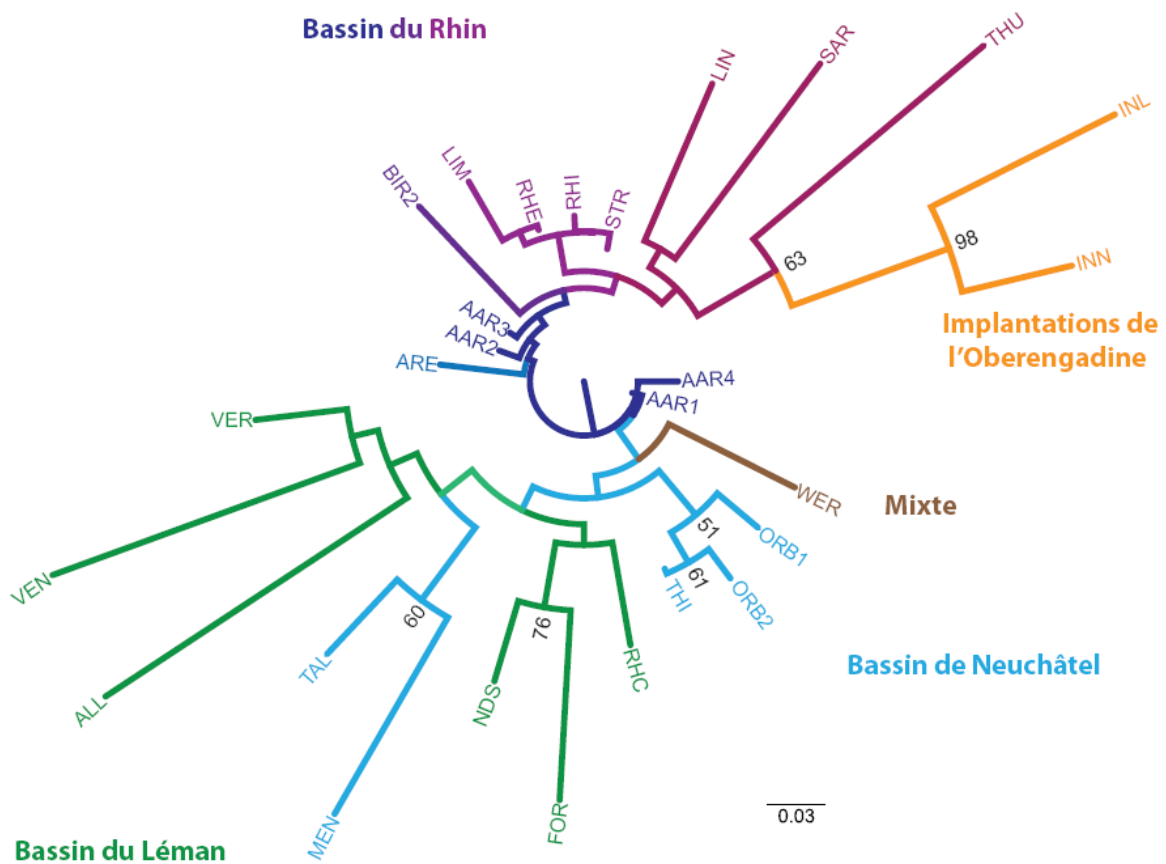 Bassin du Rhin
LIN
SAR
THU
INL
LIM
BIR2
RHE
RHI
STR
98
63
INN
AAR3
AAR2
ARE
Implantations de
l'Oberengadine
AAR4
AAR1
VER
WER
Mixte
51
ORB1
61
THI
ORB2
VEN
60
76
TAL
RHC
Bassin de Neuchâtel
NDS
ALL
MEN
FOR
0.03
Bassin du Léman